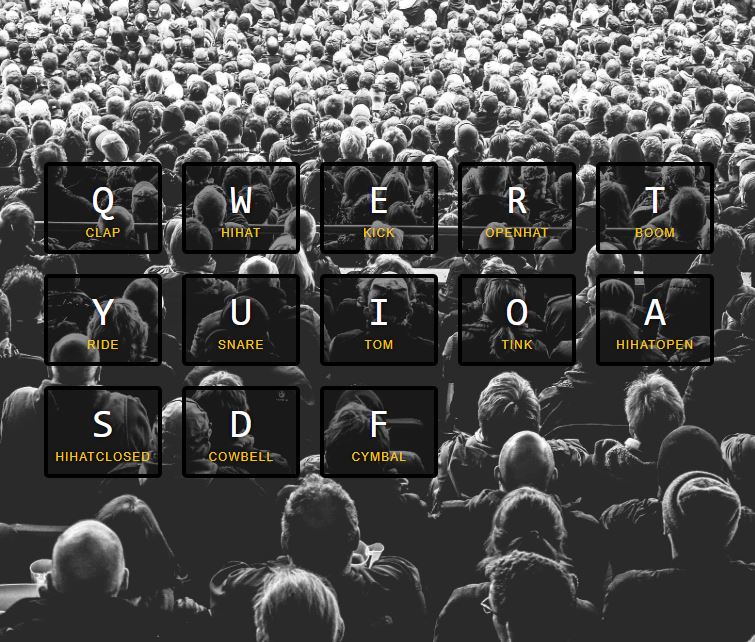 Q W E R T
CLAP HIHAT KICK OPENHAT BOOM
Y U I O A
RIDE SNARE TOM TINK HIHATOPEN
S D F
HIHATCLOSED COWBELL CYMBAL